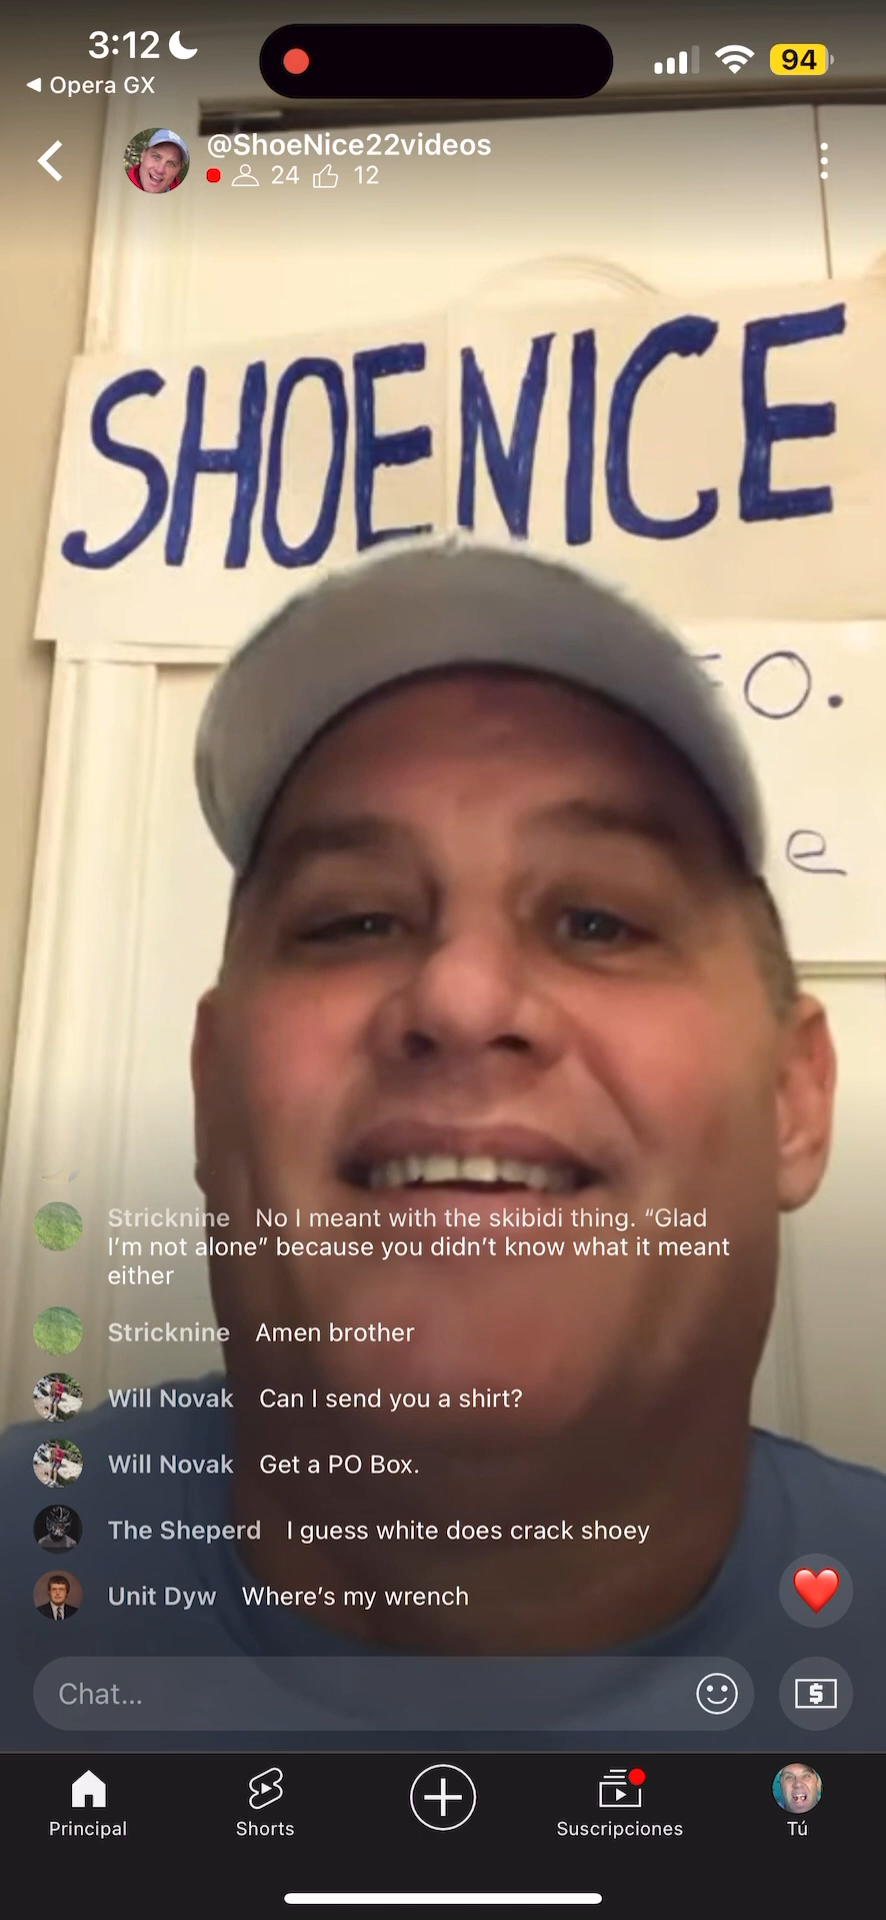 3:12
94
◀ Opera GX
@ShoeNice22videos
24 12
SHOENICE
O.
e
Stricknine No I meant with the skibidi thing. “Glad
I’m not alone” because you didn’t know what it meant
either
Stricknine Amen brother
Will Novak Can I send you a shirt?
Will Novak Get a PO Box.
The Sheperd I guess white does crack shoey
Unit Dyw Where’s my wrench
Chat...
Principal
Shorts
Suscripciones
Tú